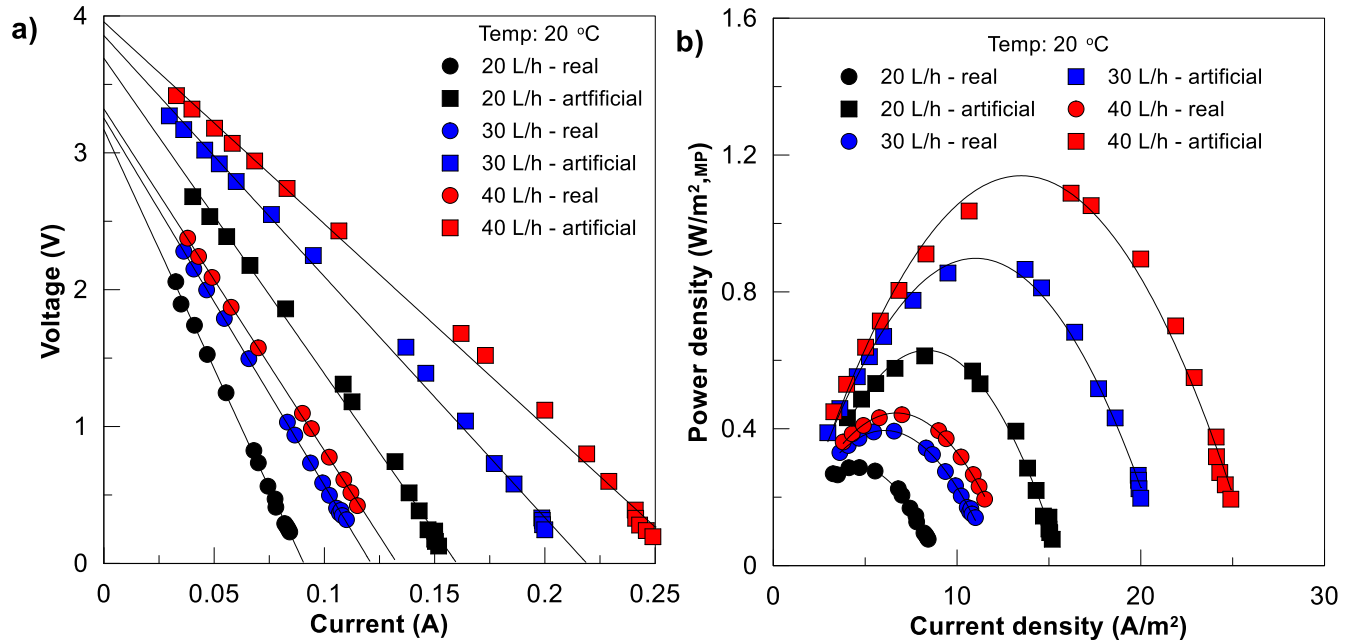 a)
Temp: 20 °C
20 L/h - real
20 L/h - artfificial
30 L/h - real
30 L/h - artificial
40 L/h - real
40 L/h - artificial
Voltage (V)
4
3
2
1
0
0 0.05 0.1 0.15 0.2 0.25
Current (A)
b)
Temp: 20 °C
20 L/h - real 30 L/h - artificial
20 L/h - artificial 40 L/h - real
30 L/h - real 40 L/h - artificial
Power density (W/m²,MP)
1.6
1.2
0.8
0.4
0
0 10 20 30
Current density (A/m²)